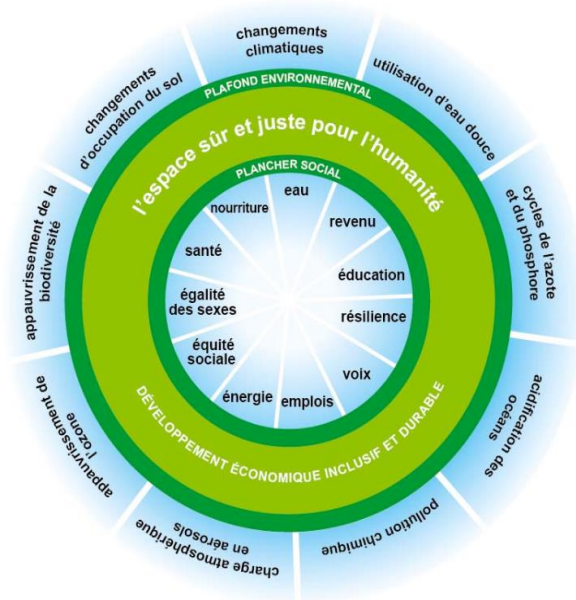 changements
climatiques
utilisation d'eau douce
cycles de l'azote
et du phosphore
acidification des
océans
pollution chimique
charge atmosphérique
en aérosols
appauvrissement de
l'ozone
appauvrissement de la
biodiversité
changements
d'occupation du sol
PLAFOND ENVIRONNEMENTAL
l'espace sûr et juste pour l'humanité
PLANCHER SOCIAL
eau
revenu
éducation
résilience
voix
emplois
énergie
équité
sociale
égalité
des sexes
santé
nourriture
DÉVELOPPEMENT ÉCONOMIQUE INCLUSIF ET DURABLE